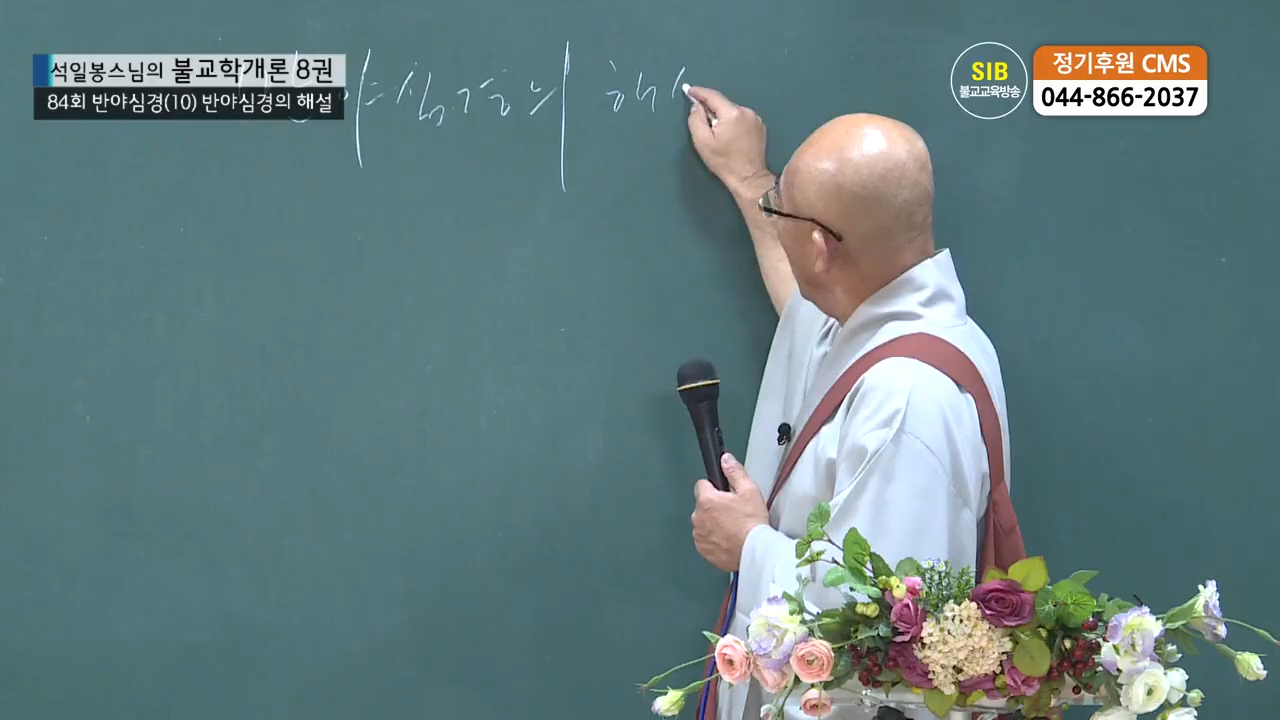 석일봉스님의 불교학개론 8권
84회 반야심경(10) 반야심경의 해설
야심경의 해
SIB
불교교육방송
정기후원 CMS
044-866-2037